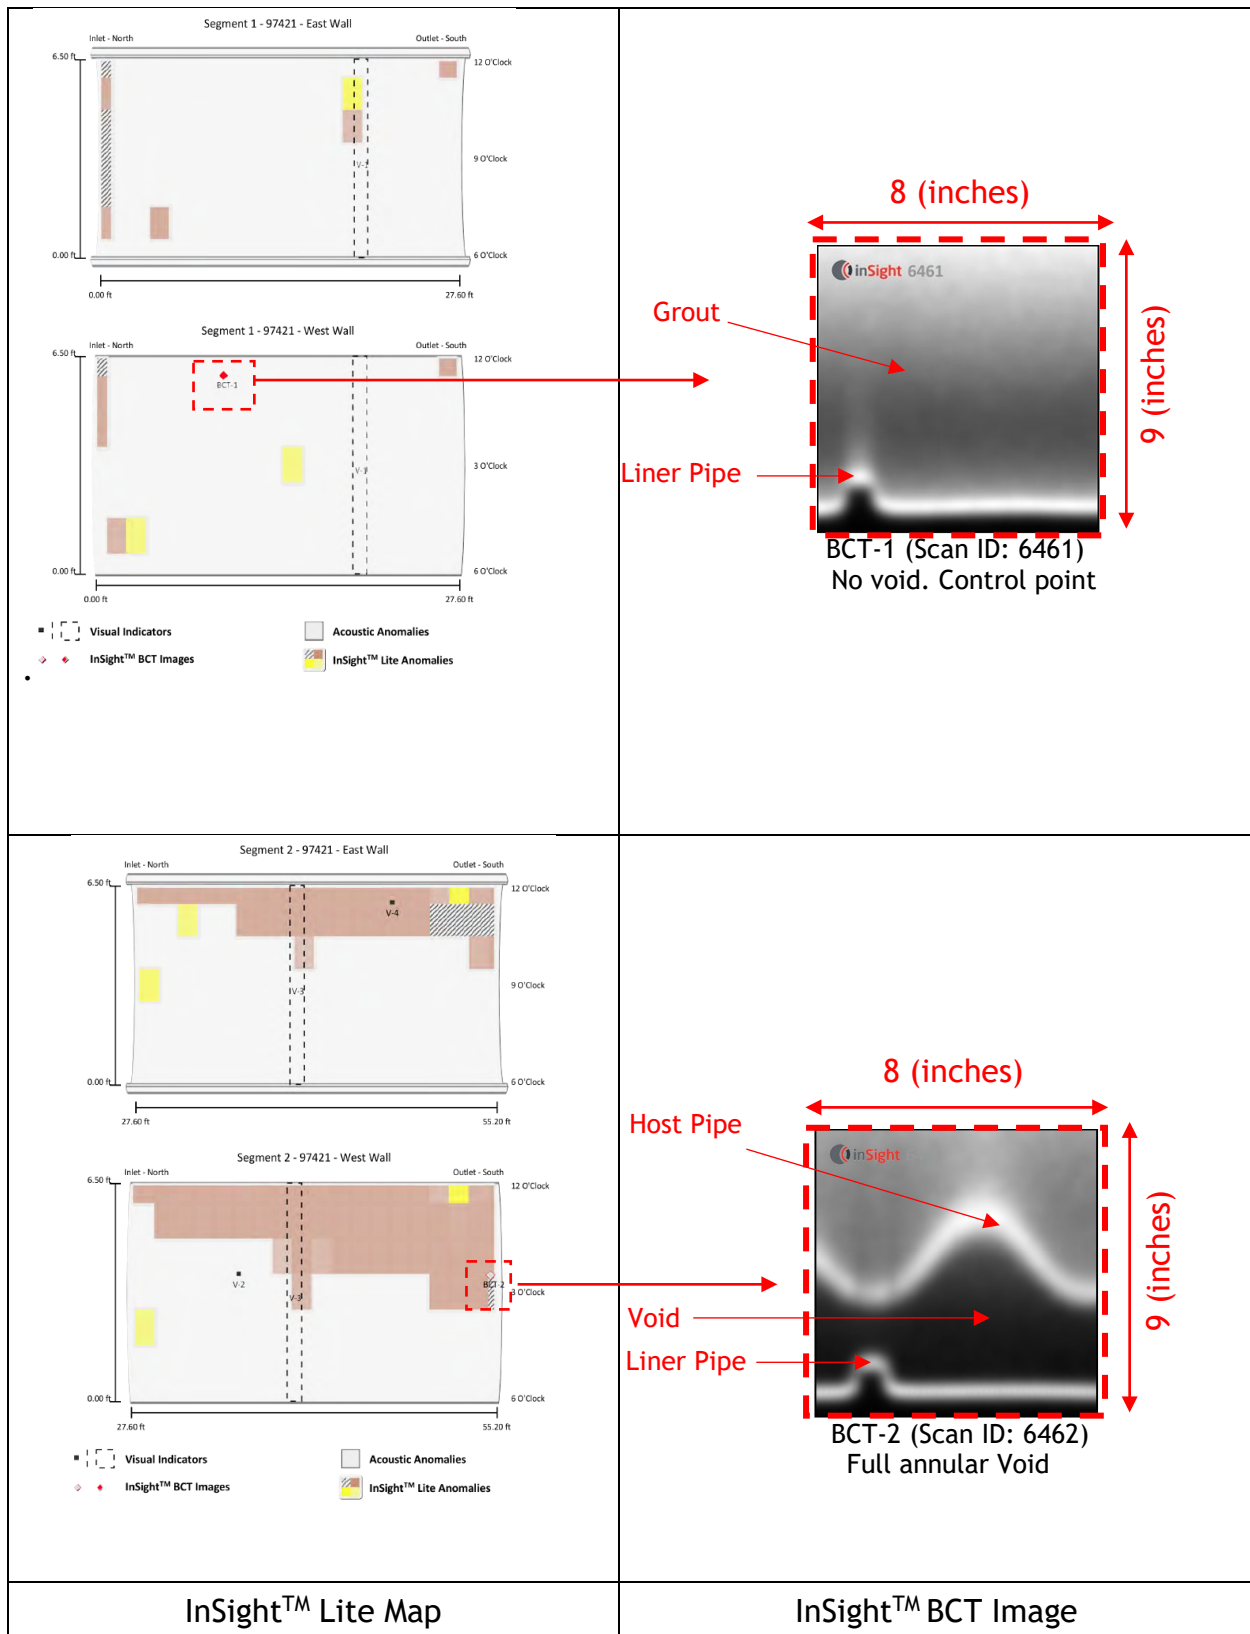 Segment 1 - 97421 - East Wall
Inlet - North
Outlet - South
6.50 ft
12 O'Clock
9 O'Clock
V-1
0.00 ft
6 O'Clock
0.00 ft
27.60 ft
Segment 1 - 97421 - West Wall
Inlet - North
Outlet - South
6.50 ft
12 O'Clock
BCT-1
3 O'Clock
V-1
0.00 ft
6 O'Clock
0.00 ft
27.60 ft
Visual Indicators
Acoustic Anomalies
InSight™ BCT Images
InSight™ Lite Anomalies
8 (inches)
inSight 6461
Grout
9 (inches)
Liner Pipe
BCT-1 (Scan ID: 6461)
No void. Control point
Segment 2 - 97421 - East Wall
Inlet - North
Outlet - South
6.50 ft
12 O'Clock
V-4
9 O'Clock
V-3
0.00 ft
6 O'Clock
27.60 ft
55.20 ft
Segment 2 - 97421 - West Wall
Inlet - North
Outlet - South
6.50 ft
12 O'Clock
V-2
BCT-2
3 O'Clock
V-3
0.00 ft
6 O'Clock
27.60 ft
55.20 ft
Visual Indicators
Acoustic Anomalies
InSight™ BCT Images
InSight™ Lite Anomalies
8 (inches)
Host Pipe
inSight
9 (inches)
Void
Liner Pipe
BCT-2 (Scan ID: 6462)
Full annular Void
InSight™ Lite Map
InSight™ BCT Image